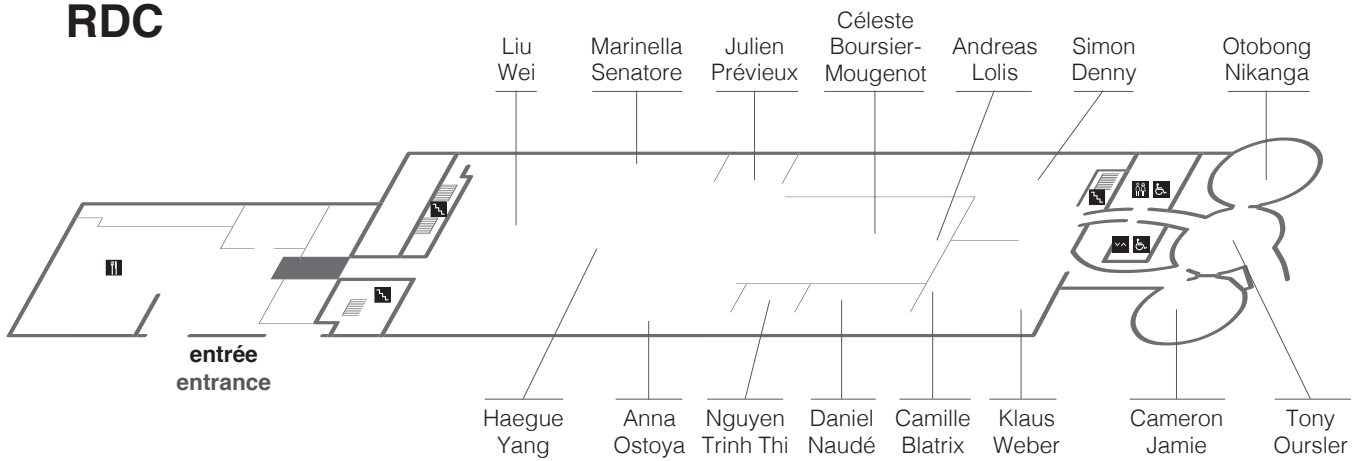 RDC
Liu
Wei
Marinella
Senatore
Julien
Prévieux
Céleste
Boursier-
Mougenot
Andreas
Lolis
Simon
Denny
Otobong
Nikanga
entrée
entrance
Haegue
Yang
Anna
Ostoya
Nguyen
Trinh Thi
Daniel
Naudé
Camille
Blatrix
Klaus
Weber
Cameron
Jamie
Tony
Oursler